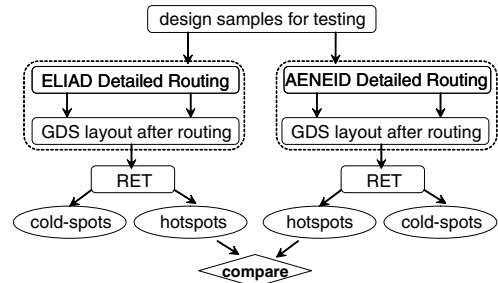 design samples for testing
ELIAD Detailed Routing
AENEID Detailed Routing
GDS layout after routing
GDS layout after routing
RET
RET
cold-spots
hotspots
hotspots
cold-spots
compare